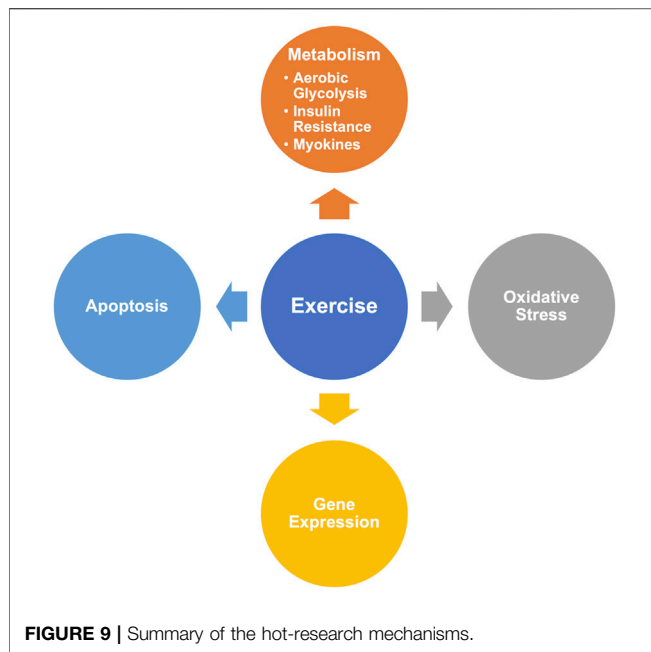 Metabolism
• Aerobic
Glycolysis
• Insulin
Resistance
• Myokines
Apoptosis
Exercise
Oxidative
Stress
Gene
Expression
FIGURE 9 | Summary of the hot-research mechanisms.